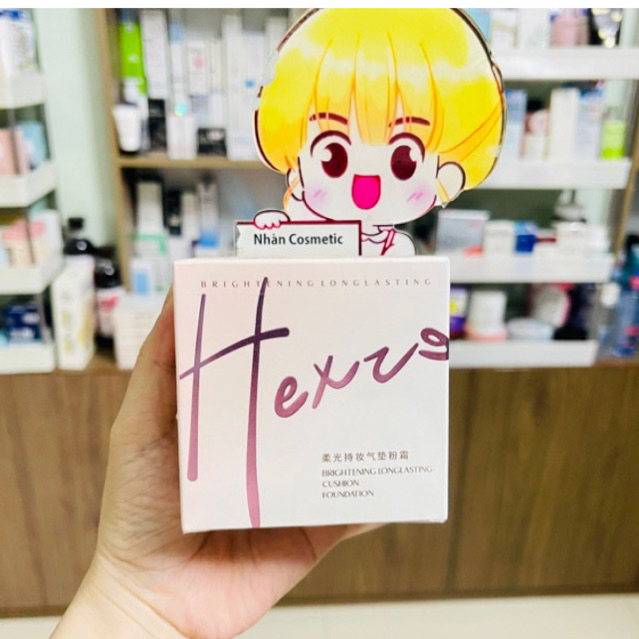 Nhàn Cosmetic
BRIGHTENING LONGLASTING
Hexze
柔光持妆气垫粉霜
BRIGHTENING LONGLASTING
CUSHION
FOUNDATION